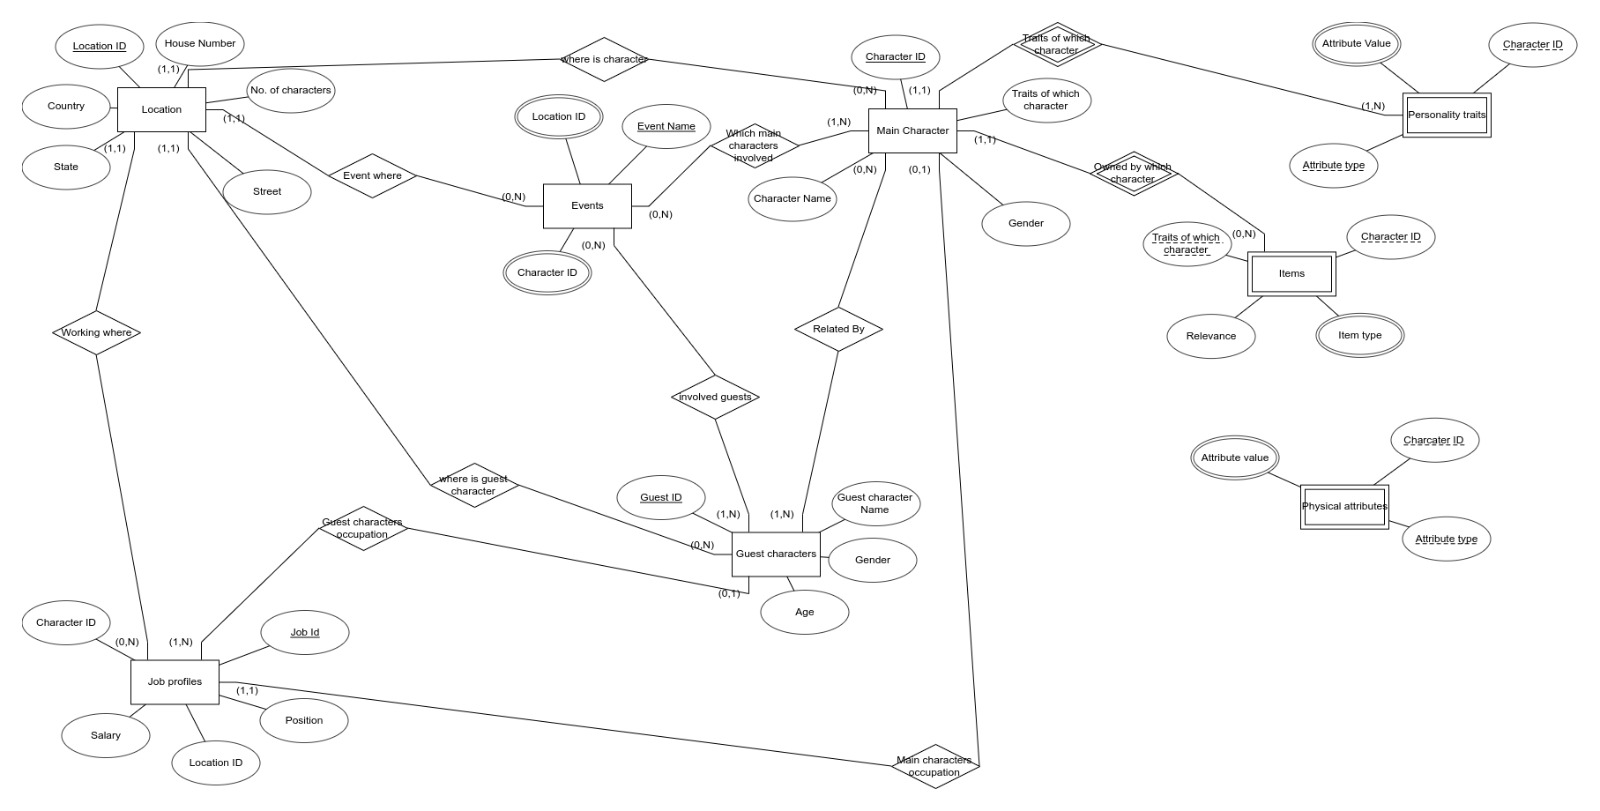 Location ID
House Number
(1,1)
where is character
Country
Location
No. of characters
(1,1)
State
(1,1)
(1,1)
Street
Event where
(0,N)
Location ID
Event Name
Events
(0,N)
(0,N)
Character ID
Which main
characters
involved
(1,N)
Character ID
(0,N)
(1,1)
Traits of which
character
Main Character
(1,1)
Character Name
(0,N)
(0,1)
Gender
Traits of which
character
(1,N)
Attribute Value
Character ID
Personality traits
Attribute type
Owned by which
character
(0,N)
Traits of which
character
Character ID
Items
Relevance
Item type
Working where
Related By
involved guests
where is guest
character
Guest characters
occupation
Guest ID
(1,N)
(1,N)
Guest character
Name
(0,N)
Guest characters
Gender
(0,1)
Age
Attribute value
Charcater ID
Physical attributes
Attribute type
Character ID
(0,N)
(1,N)
Job Id
Job profiles
(1,1)
Position
Salary
Location ID
Main characters
occupation